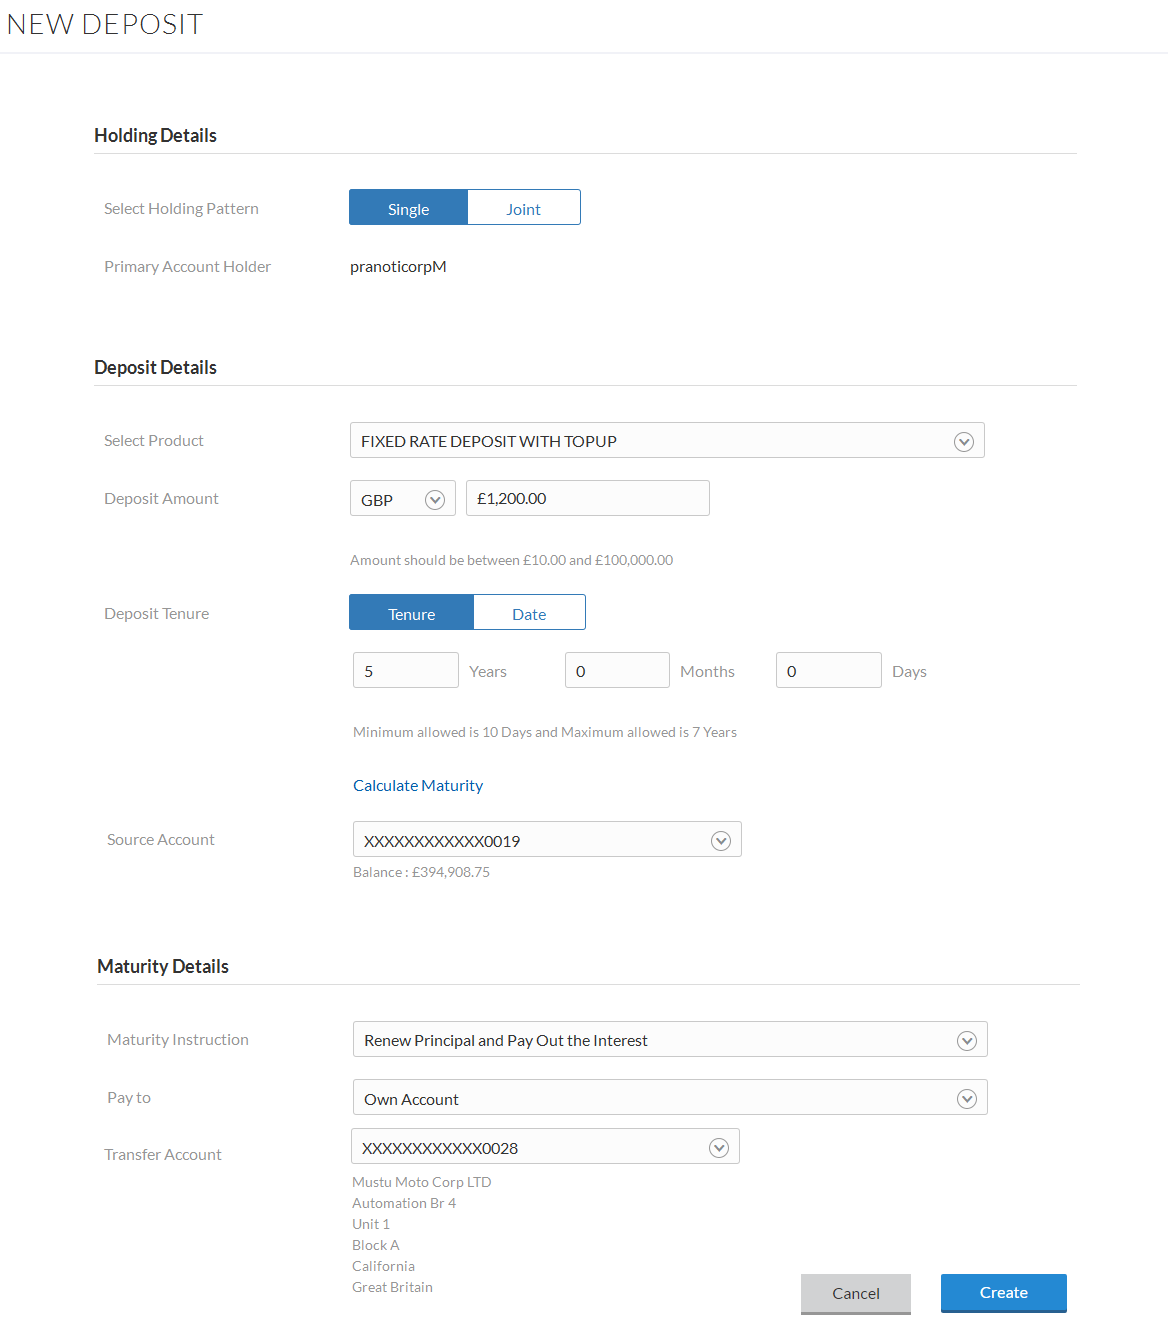 NEW DEPOSIT
Holding Details
Select Holding Pattern Single Joint
Primary Account Holder pranoticorpM
Deposit Details
Select Product FIXED RATE DEPOSIT WITH TOPUP
Deposit Amount GBP £1,200.00
Amount should be between £10.00 and £100,000.00
Deposit Tenure Tenure Date
5 Years 0 Months 0 Days
Minimum allowed is 10 Days and Maximum allowed is 7 Years
Calculate Maturity
Source Account XXXXXXXXXXXX0019
Balance : £394,908.75
Maturity Details
Maturity Instruction Renew Principal and Pay Out the Interest
Pay to Own Account
Transfer Account XXXXXXXXXXXX0028
Mustu Moto Corp LTD
Automation Br 4
Unit 1
Block A
California
Great Britain
Cancel Create